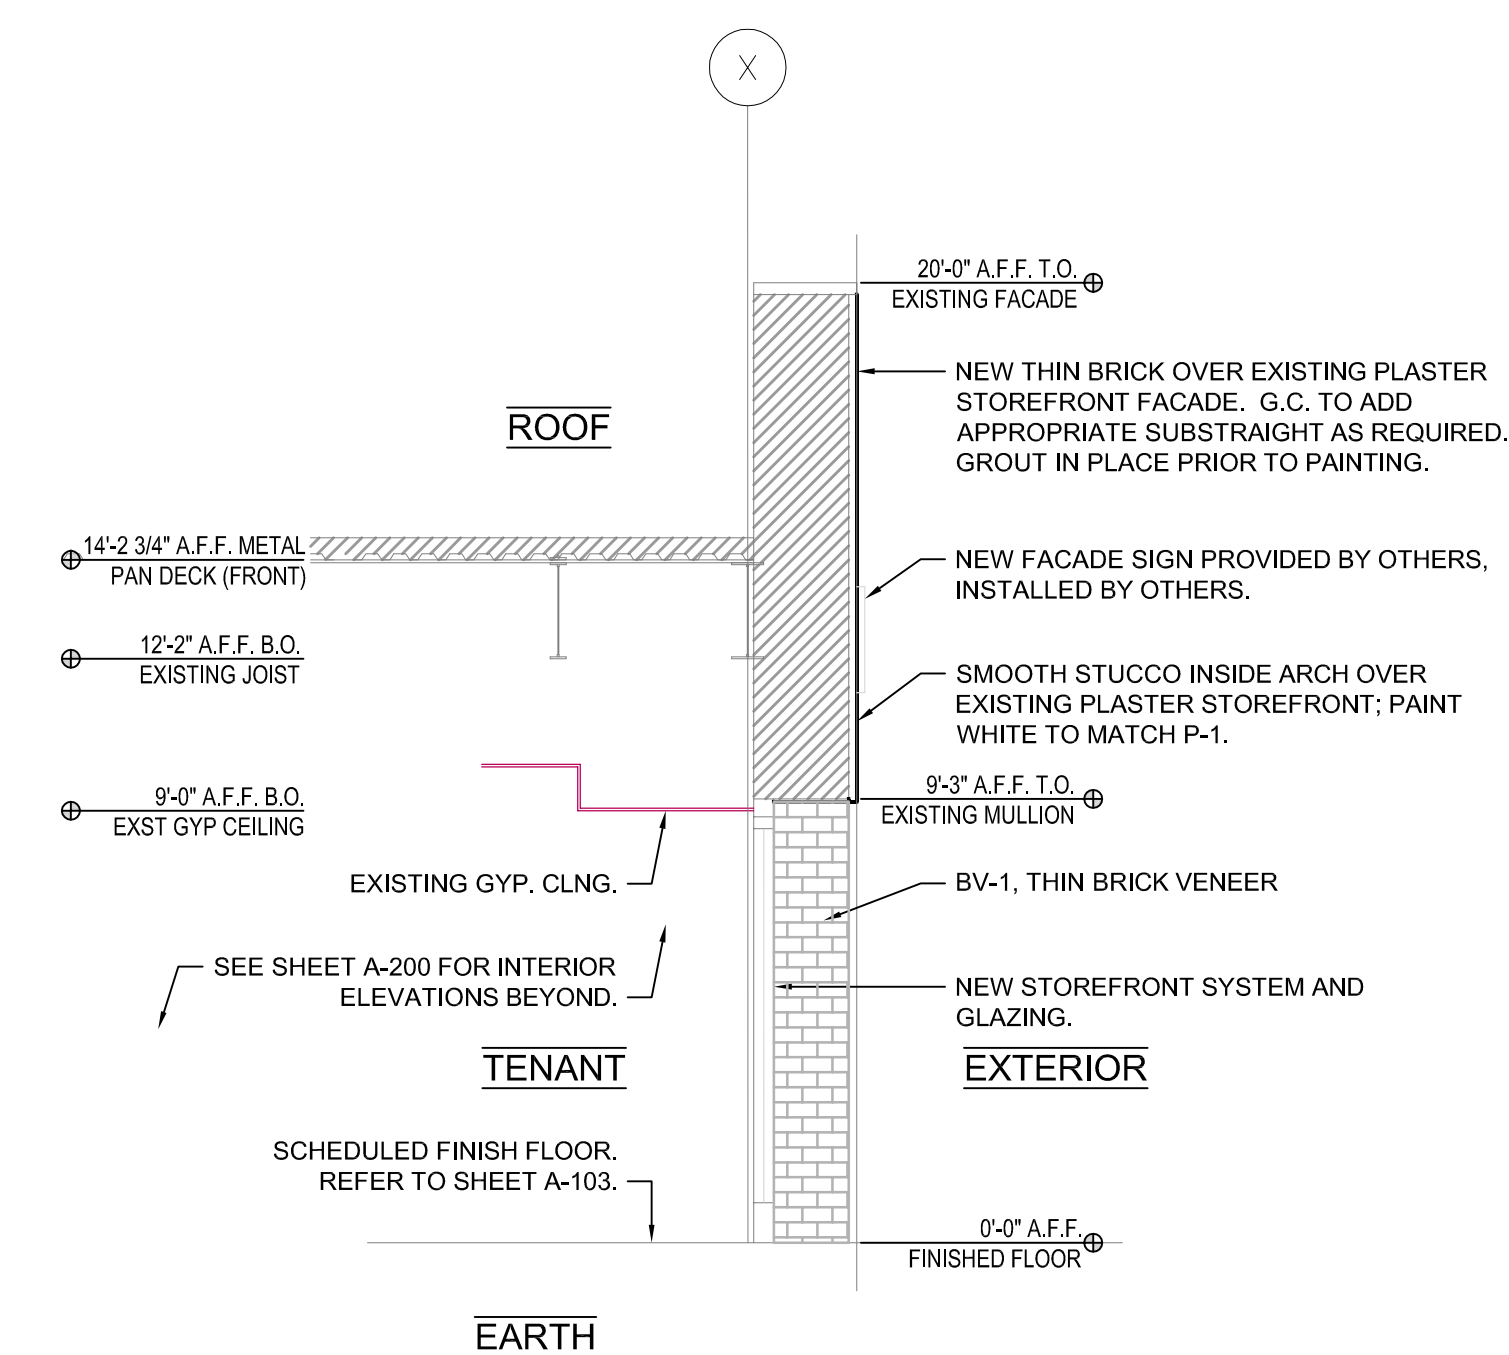 X
20'-0" A.F.F. T.O.
EXISTING FACADE
NEW THIN BRICK OVER EXISTING PLASTER
STOREFRONT FACADE. G.C. TO ADD
APPROPRIATE SUBSTRAIGHT AS REQUIRED.
GROUT IN PLACE PRIOR TO PAINTING.
ROOF
14'-2 3/4" A.F.F. METAL
PAN DECK (FRONT)
NEW FACADE SIGN PROVIDED BY OTHERS,
INSTALLED BY OTHERS.
12'-2" A.F.F. B.O.
EXISTING JOIST
SMOOTH STUCCO INSIDE ARCH OVER
EXISTING PLASTER STOREFRONT; PAINT
WHITE TO MATCH P-1.
9'-0" A.F.F. B.O.
EXST GYP CEILING
9'-3" A.F.F. T.O.
EXISTING MULLION
EXISTING GYP. CLNG.
BV-1, THIN BRICK VENEER
SEE SHEET A-200 FOR INTERIOR
ELEVATIONS BEYOND.
NEW STOREFRONT SYSTEM AND
GLAZING.
TENANT
EXTERIOR
SCHEDULED FINISH FLOOR.
REFER TO SHEET A-103.
0'-0" A.F.F.
FINISHED FLOOR
EARTH